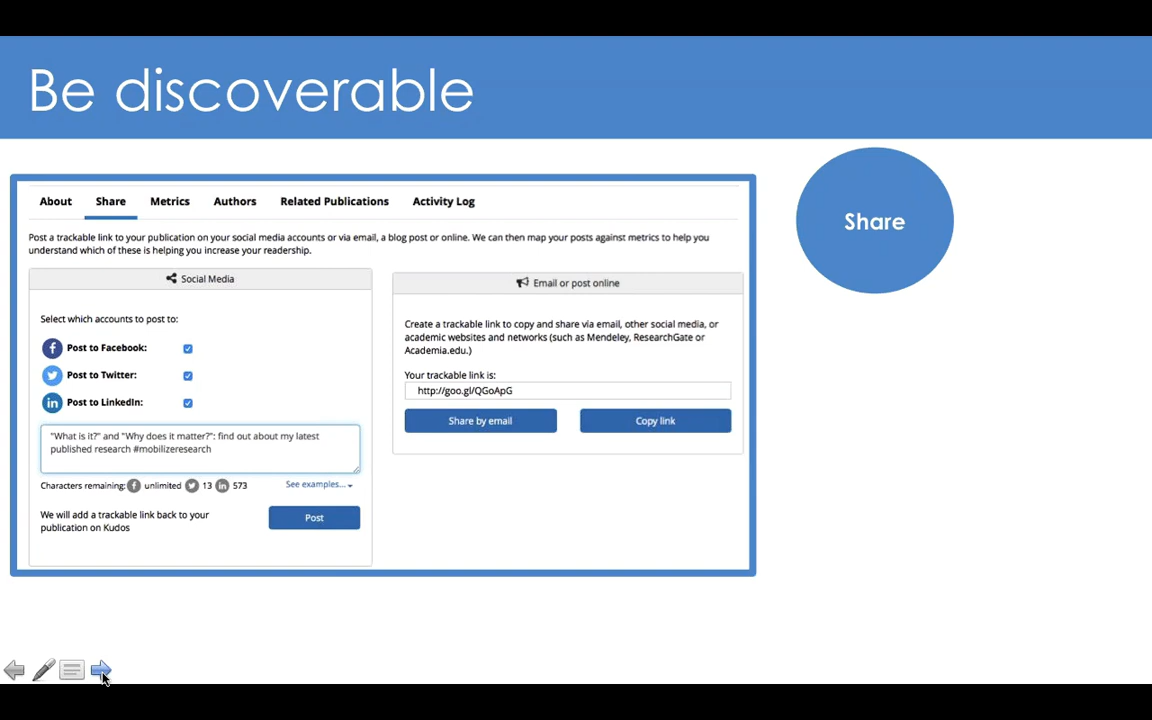 Be discoverable
About Share Metrics Authors Related Publications Activity Log
Post a trackable link to your publication on your social media accounts or via email, a blog post or online. We can then map your posts against metrics to help you
understand which of these is helping you increase your readership.
Social Media
Select which accounts to post to:
f Post to Facebook:
Post to Twitter:
in Post to LinkedIn:
"What is it?" and "Why does it matter?": find out about my latest
published research #mobilizeresearch
Characters remaining: f unlimited 13 in 573 See examples...
We will add a trackable link back to your
publication on Kudos
Post
Email or post online
Create a trackable link to copy and share via email, other social media, or
academic websites and networks (such as Mendeley, ResearchGate or
Academia.edu.)
Your trackable link is:
http://goo.gl/QGoApG
Share by email Copy link
Share